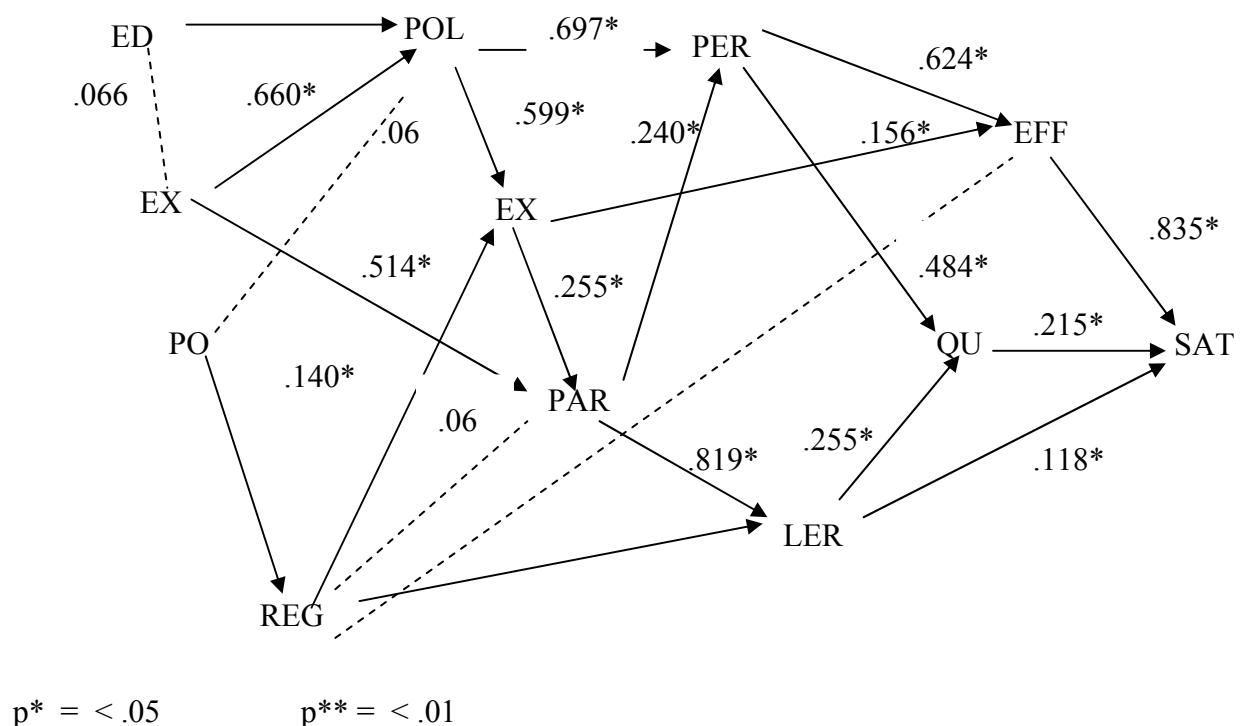 ED POL .697* PER
.066 .660* .06 .599* .240* .156* .624* EFF
EX EX
.514* .255* .484* .835*
PO .140* .06 PAR QU .215* SAT
.819* .255* .118*
REG LER
p* = < .05 p** = < .01